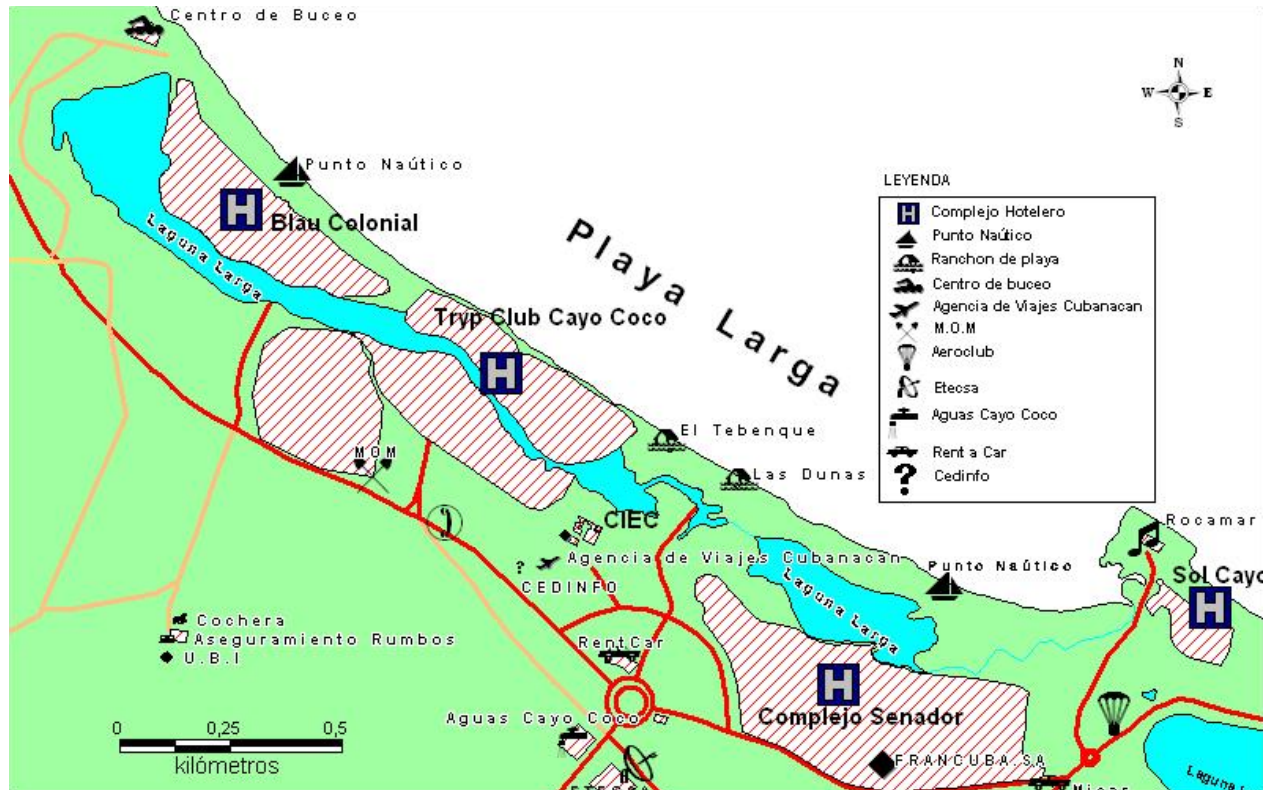 Centro de Buceo
N
W E
S
Punto Naútico
LEYENDA
H Complejo Hotelero
Punto Naútico
Ranchon de playa
Centro de buceo
Agencia de Viajes Cubanacan
M.O.M
Aeroclub
Etecsa
Aguas Cayo Coco
Rent a Car
? Cedinfo
H
Blau Colonial
Laguna Larga
Playa Larga
Tryp Club Cayo Coco
H
El Tebenque
Las Dunas
M.O.M
CIEC
Rocamar
Agencia de Viajes Cubanacan
?
CEDINFO
Punto Naútico
Laguna Larga
Sol Cayo
H
Cochera
Aseguramiento Rumbos
U.B.I
RentCar
H
Complejo Senador
Aguas Cayo Coco
0 0,25 0,5
kilómetros
FRANCUBA.SA
Laguna